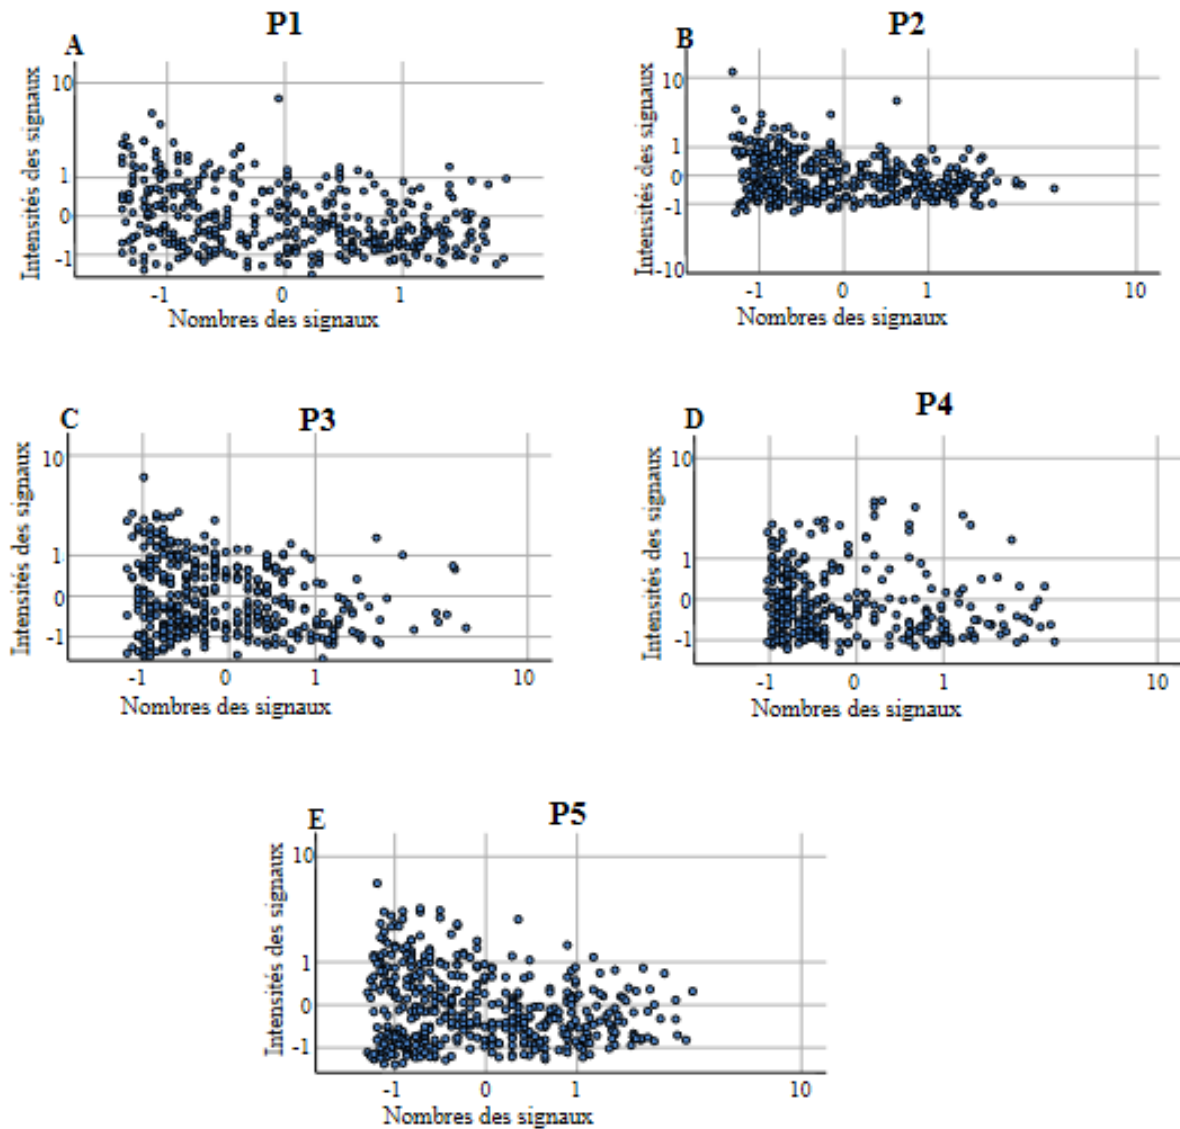 P1
A
Intensités des signaux
10
1
0
-1
-1 0 1
Nombres des signaux
P2
B
Intensités des signaux
10
1
0
-1
-10
-1 0 1 10
Nombres des signaux
P3
C
Intensités des signaux
10
1
0
-1
-1 0 1 10
Nombres des signaux
P4
D
Intensités des signaux
10
1
0
-1
-1 0 1 10
Nombres des signaux
P5
E
Intensités des signaux
10
1
0
-1
-1 0 1 10
Nombres des signaux